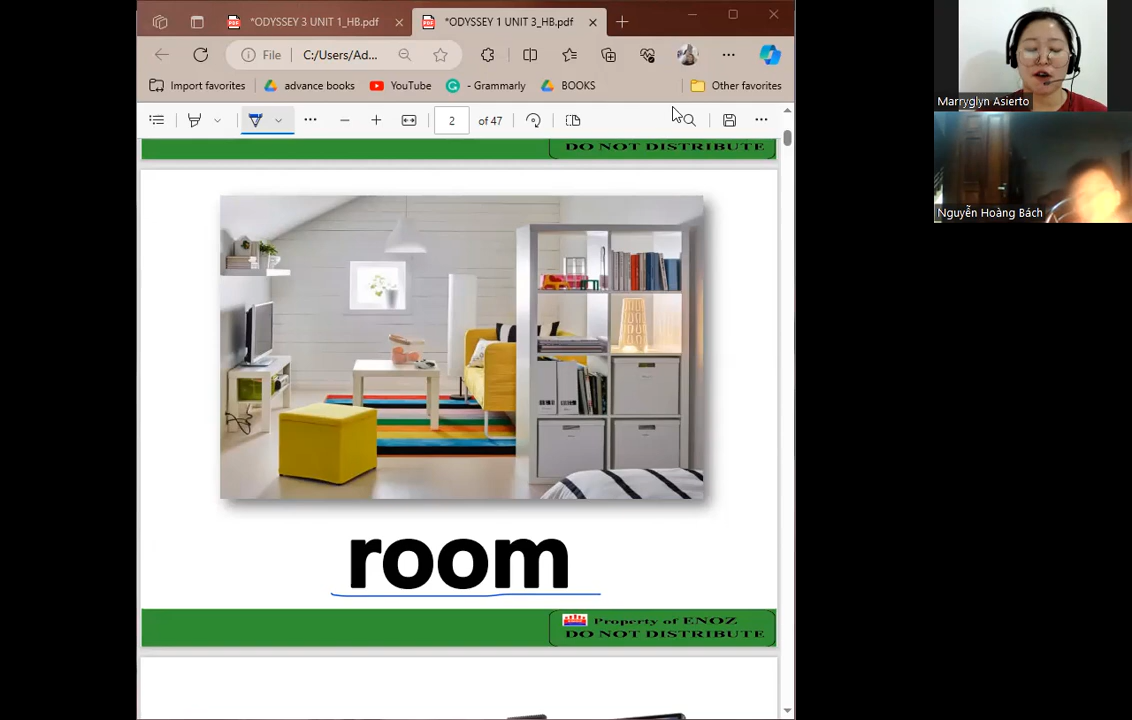 *ODYSSEY 3 UNIT 1_HB.pdf
*ODYSSEY 1 UNIT 3_HB.pdf
File
C:/Users/Ad...
Import favorites
advance books
YouTube
- Grammarly
BOOKS
Other favorites
2
of 47
DO NOT DISTRIBUTE
room
Property of ENOZ
DO NOT DISTRIBUTE
Marryglyn Asierto
Nguyễn Hoàng Bách